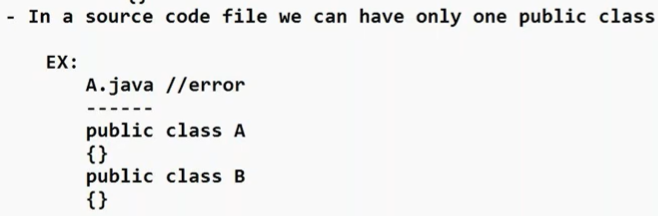 - In a source code file we can have only one public class
EX:
A.java //error
------
public class A
{}
public class B
{}